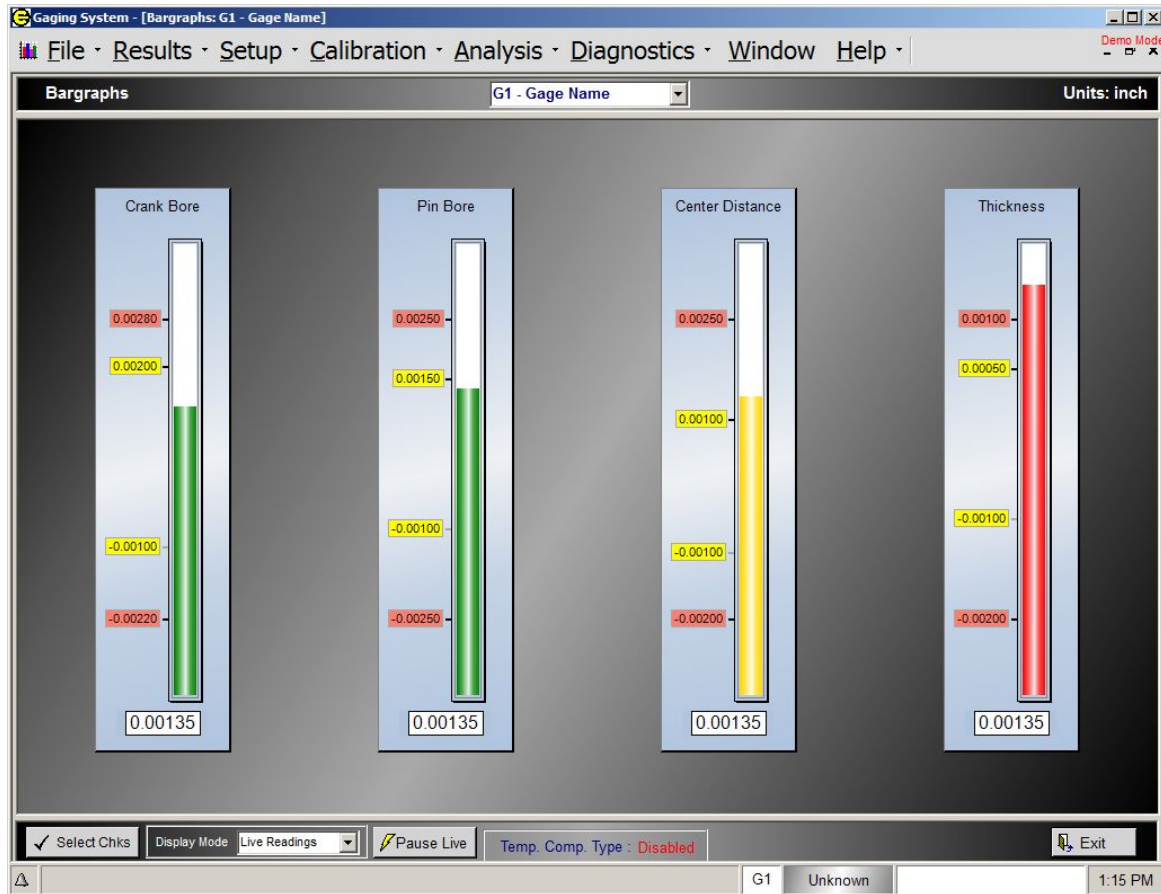 Gaging System - [Bargraphs: G1 - Gage Name]
File Results Setup Calibration Analysis Diagnostics Window Help
Demo Mode
Bargraphs G1 - Gage Name Units: inch
Crank Bore
0.00280
0.00200
-0.00100
-0.00220
0.00135
Pin Bore
0.00250
0.00150
-0.00100
-0.00250
0.00135
Center Distance
0.00250
0.00100
-0.00100
-0.00200
0.00135
Thickness
0.00100
0.00050
-0.00100
-0.00200
0.00135
Select Chks Display Mode Live Readings Pause Live Temp. Comp. Type : Disabled Exit
G1 Unknown 1:15 PM